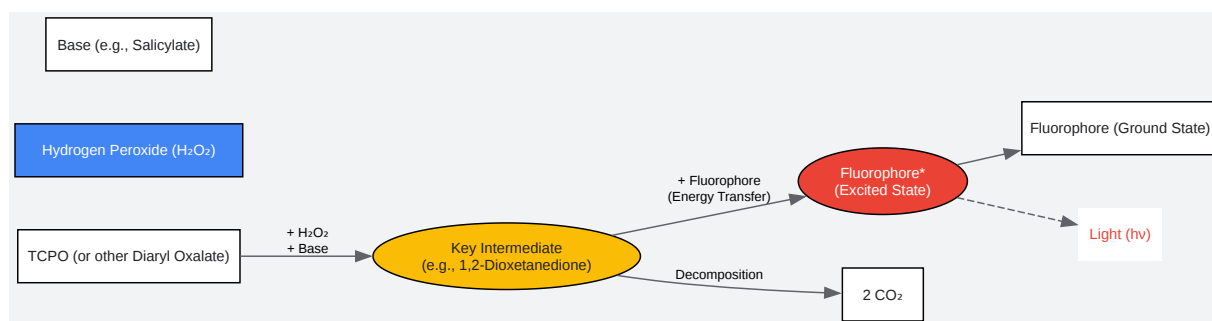 Base (e.g., Salicylate)
Hydrogen Peroxide (H₂O₂)
TCPO (or other Diaryl Oxalate)
+ H₂O₂
+ Base
Key Intermediate
(e.g., 1,2-Dioxetanedione)
+ Fluorophore
(Energy Transfer)
Decomposition
Fluorophore*
(Excited State)
2 CO₂
Fluorophore (Ground State)
Light (hν)